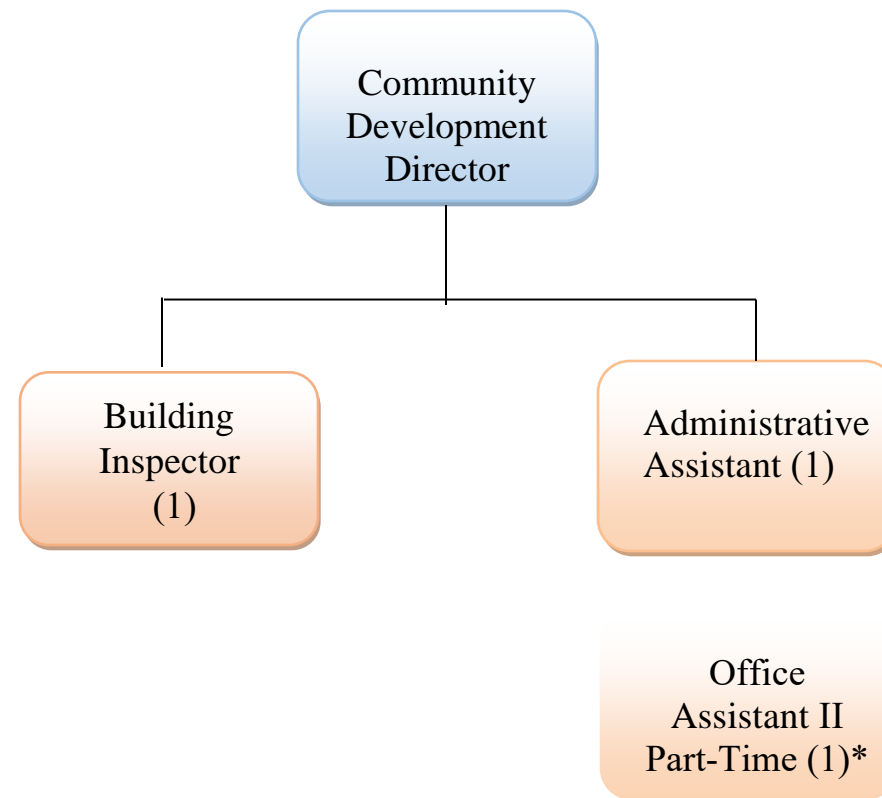 Community
Development
Director
Building
Inspector
(1)
Administrative
Assistant (1)
Office
Assistant II
Part-Time (1)*